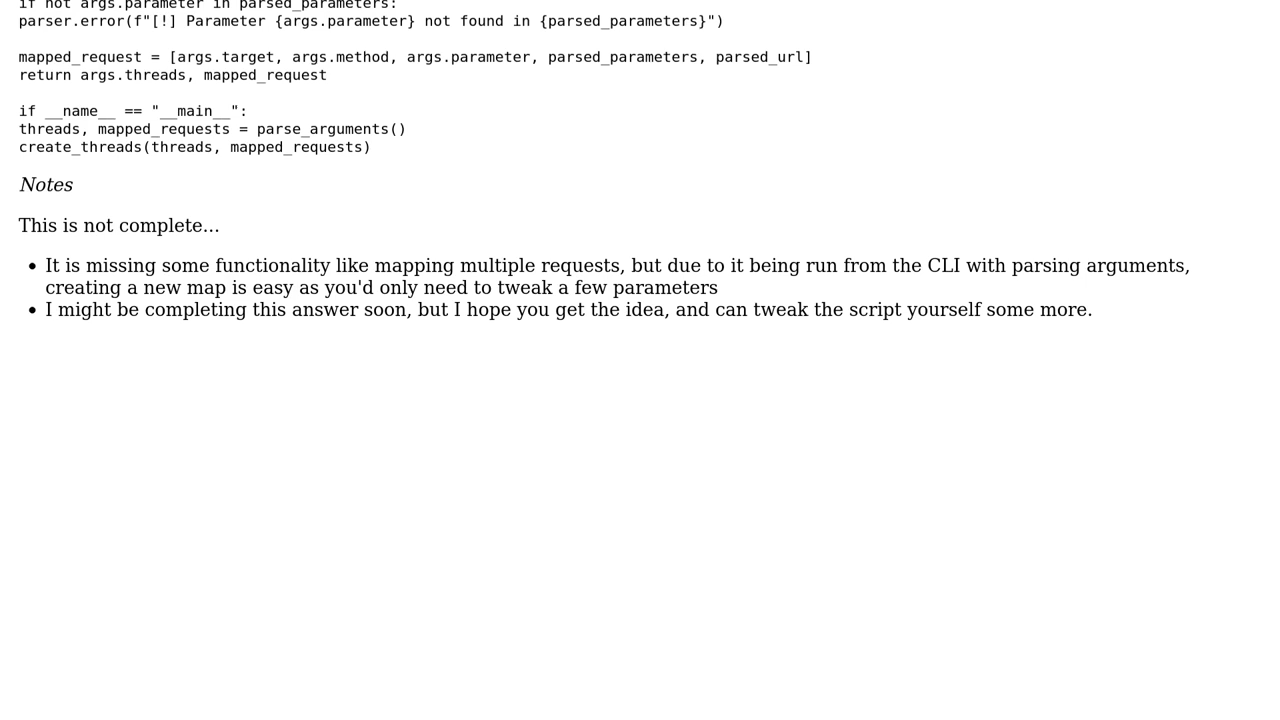 if not args.parameter in parsed_parameters:
parser.error(f"[!] Parameter {args.parameter} not found in {parsed_parameters}")
mapped_request = [args.target, args.method, args.parameter, parsed_parameters, parsed_url]
return args.threads, mapped_request
if __name__ == "__main__":
threads, mapped_requests = parse_arguments()
create_threads(threads, mapped_requests)
Notes
This is not complete...
• It is missing some functionality like mapping multiple requests, but due to it being run from the CLI with parsing arguments,
creating a new map is easy as you'd only need to tweak a few parameters
• I might be completing this answer soon, but I hope you get the idea, and can tweak the script yourself some more.